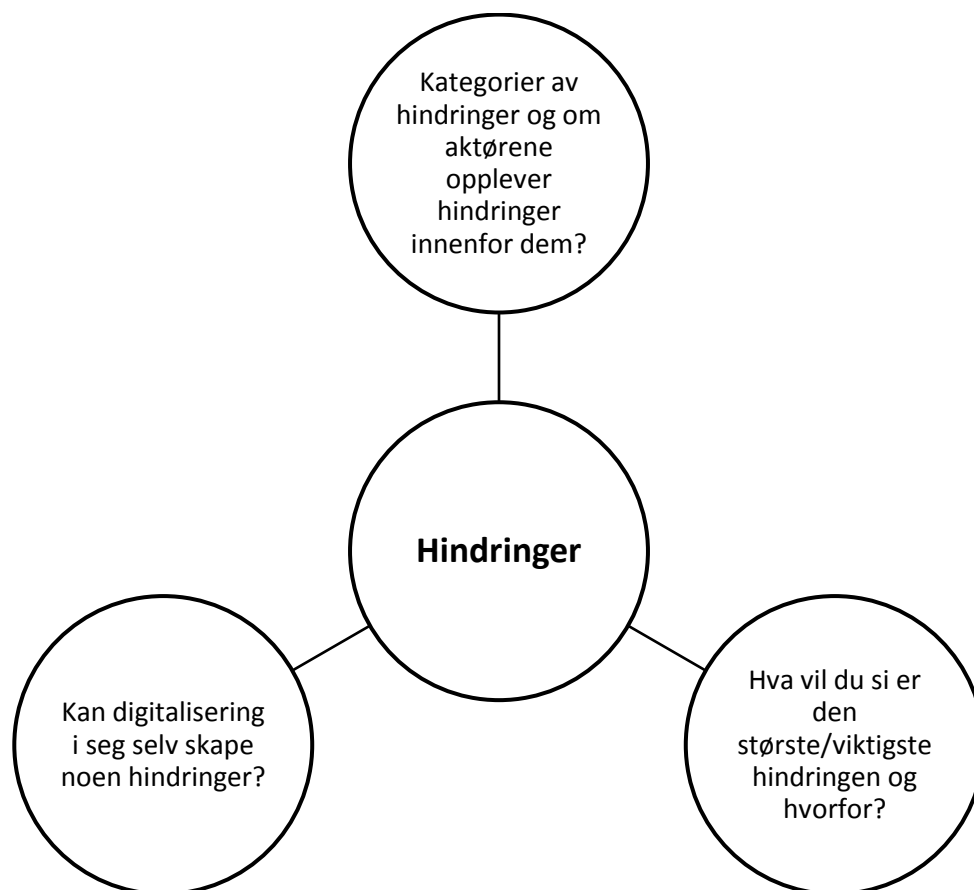 Kategorier av
hindringer og om
aktørene
opplever
hindringer
innenfor dem?
Hindringer
Kan digitalisering
i seg selv skape
noen hindringer?
Hva vil du si er
den
største/viktigste
hindringen og
hvorfor?